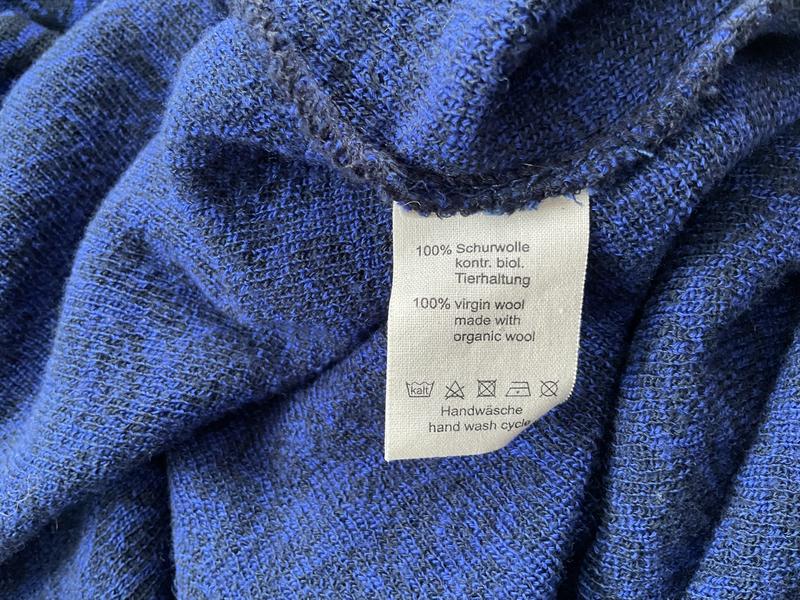 100% Schurwolle
kontr. biol.
Tierhaltung
100% virgin wool
made with
organic wool
kalt
Handwäsche
hand wash cycle